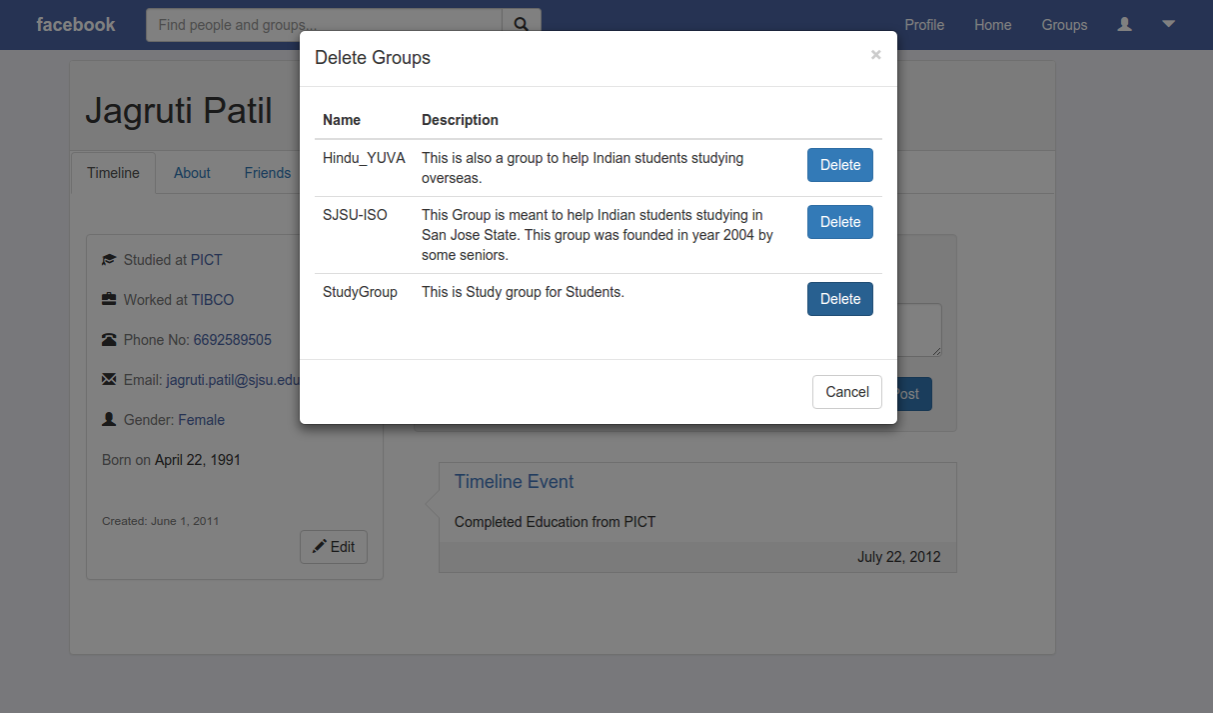 facebook Find people and groups... Profile Home Groups
Delete Groups ×
Jagruti Patil
Name Description
Timeline About Friends
Hindu_YUVA This is also a group to help Indian students studying
overseas. Delete
SJSU-ISO This Group is meant to help Indian students studying in
San Jose State. This group was founded in year 2004 by
some seniors. Delete
StudyGroup This is Study group for Students. Delete
Cancel
Studied at PICT
Worked at TIBCO
Phone No: 6692589505
Email: jagruti.patil@sjsu.edu
Gender: Female
Born on April 22, 1991
Created: June 1, 2011
Edit
Timeline Event
Completed Education from PICT
July 22, 2012